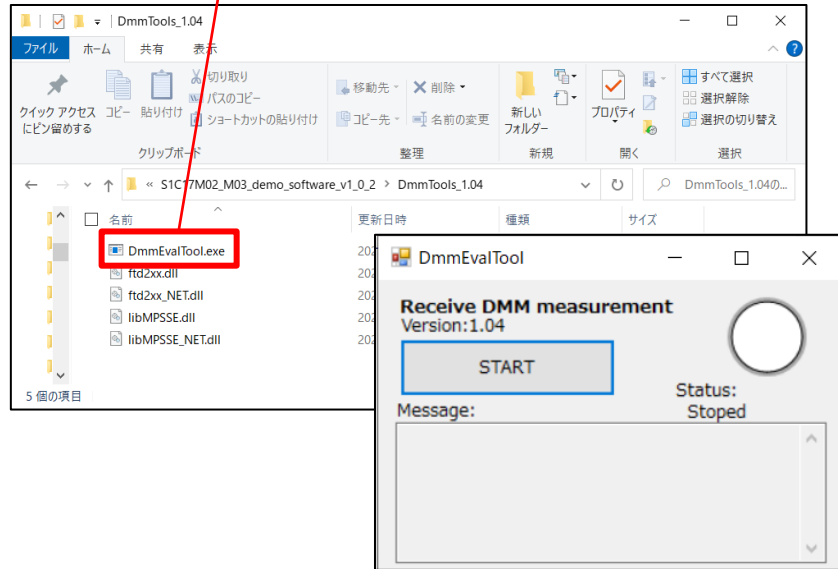 DmmTools_1.04
ファイル ホーム 共有 表示
クイック アクセス
にピン留めする
コピー
貼り付け
切り取り
パスのコピー
ショートカットの貼り付け
クリップボード
移動先
コピー先
削除
名前の変更
整理
新しい
フォルダー
新規
プロパティ
開く
すべて選択
選択解除
選択の切り替え
選択
« S1C17M02_M03_demo_software_v1_0_2 > DmmTools_1.04
DmmTools_1.04の...
名前 更新日時 種類 サイズ
DmmEvalTool.exe
ftd2xx.dll
ftd2xx_NET.dll
libMPSSE.dll
libMPSSE_NET.dll
5 個の項目
DmmEvalTool
Receive DMM measurement
Version:1.04
START
Status:
Stoped
Message: